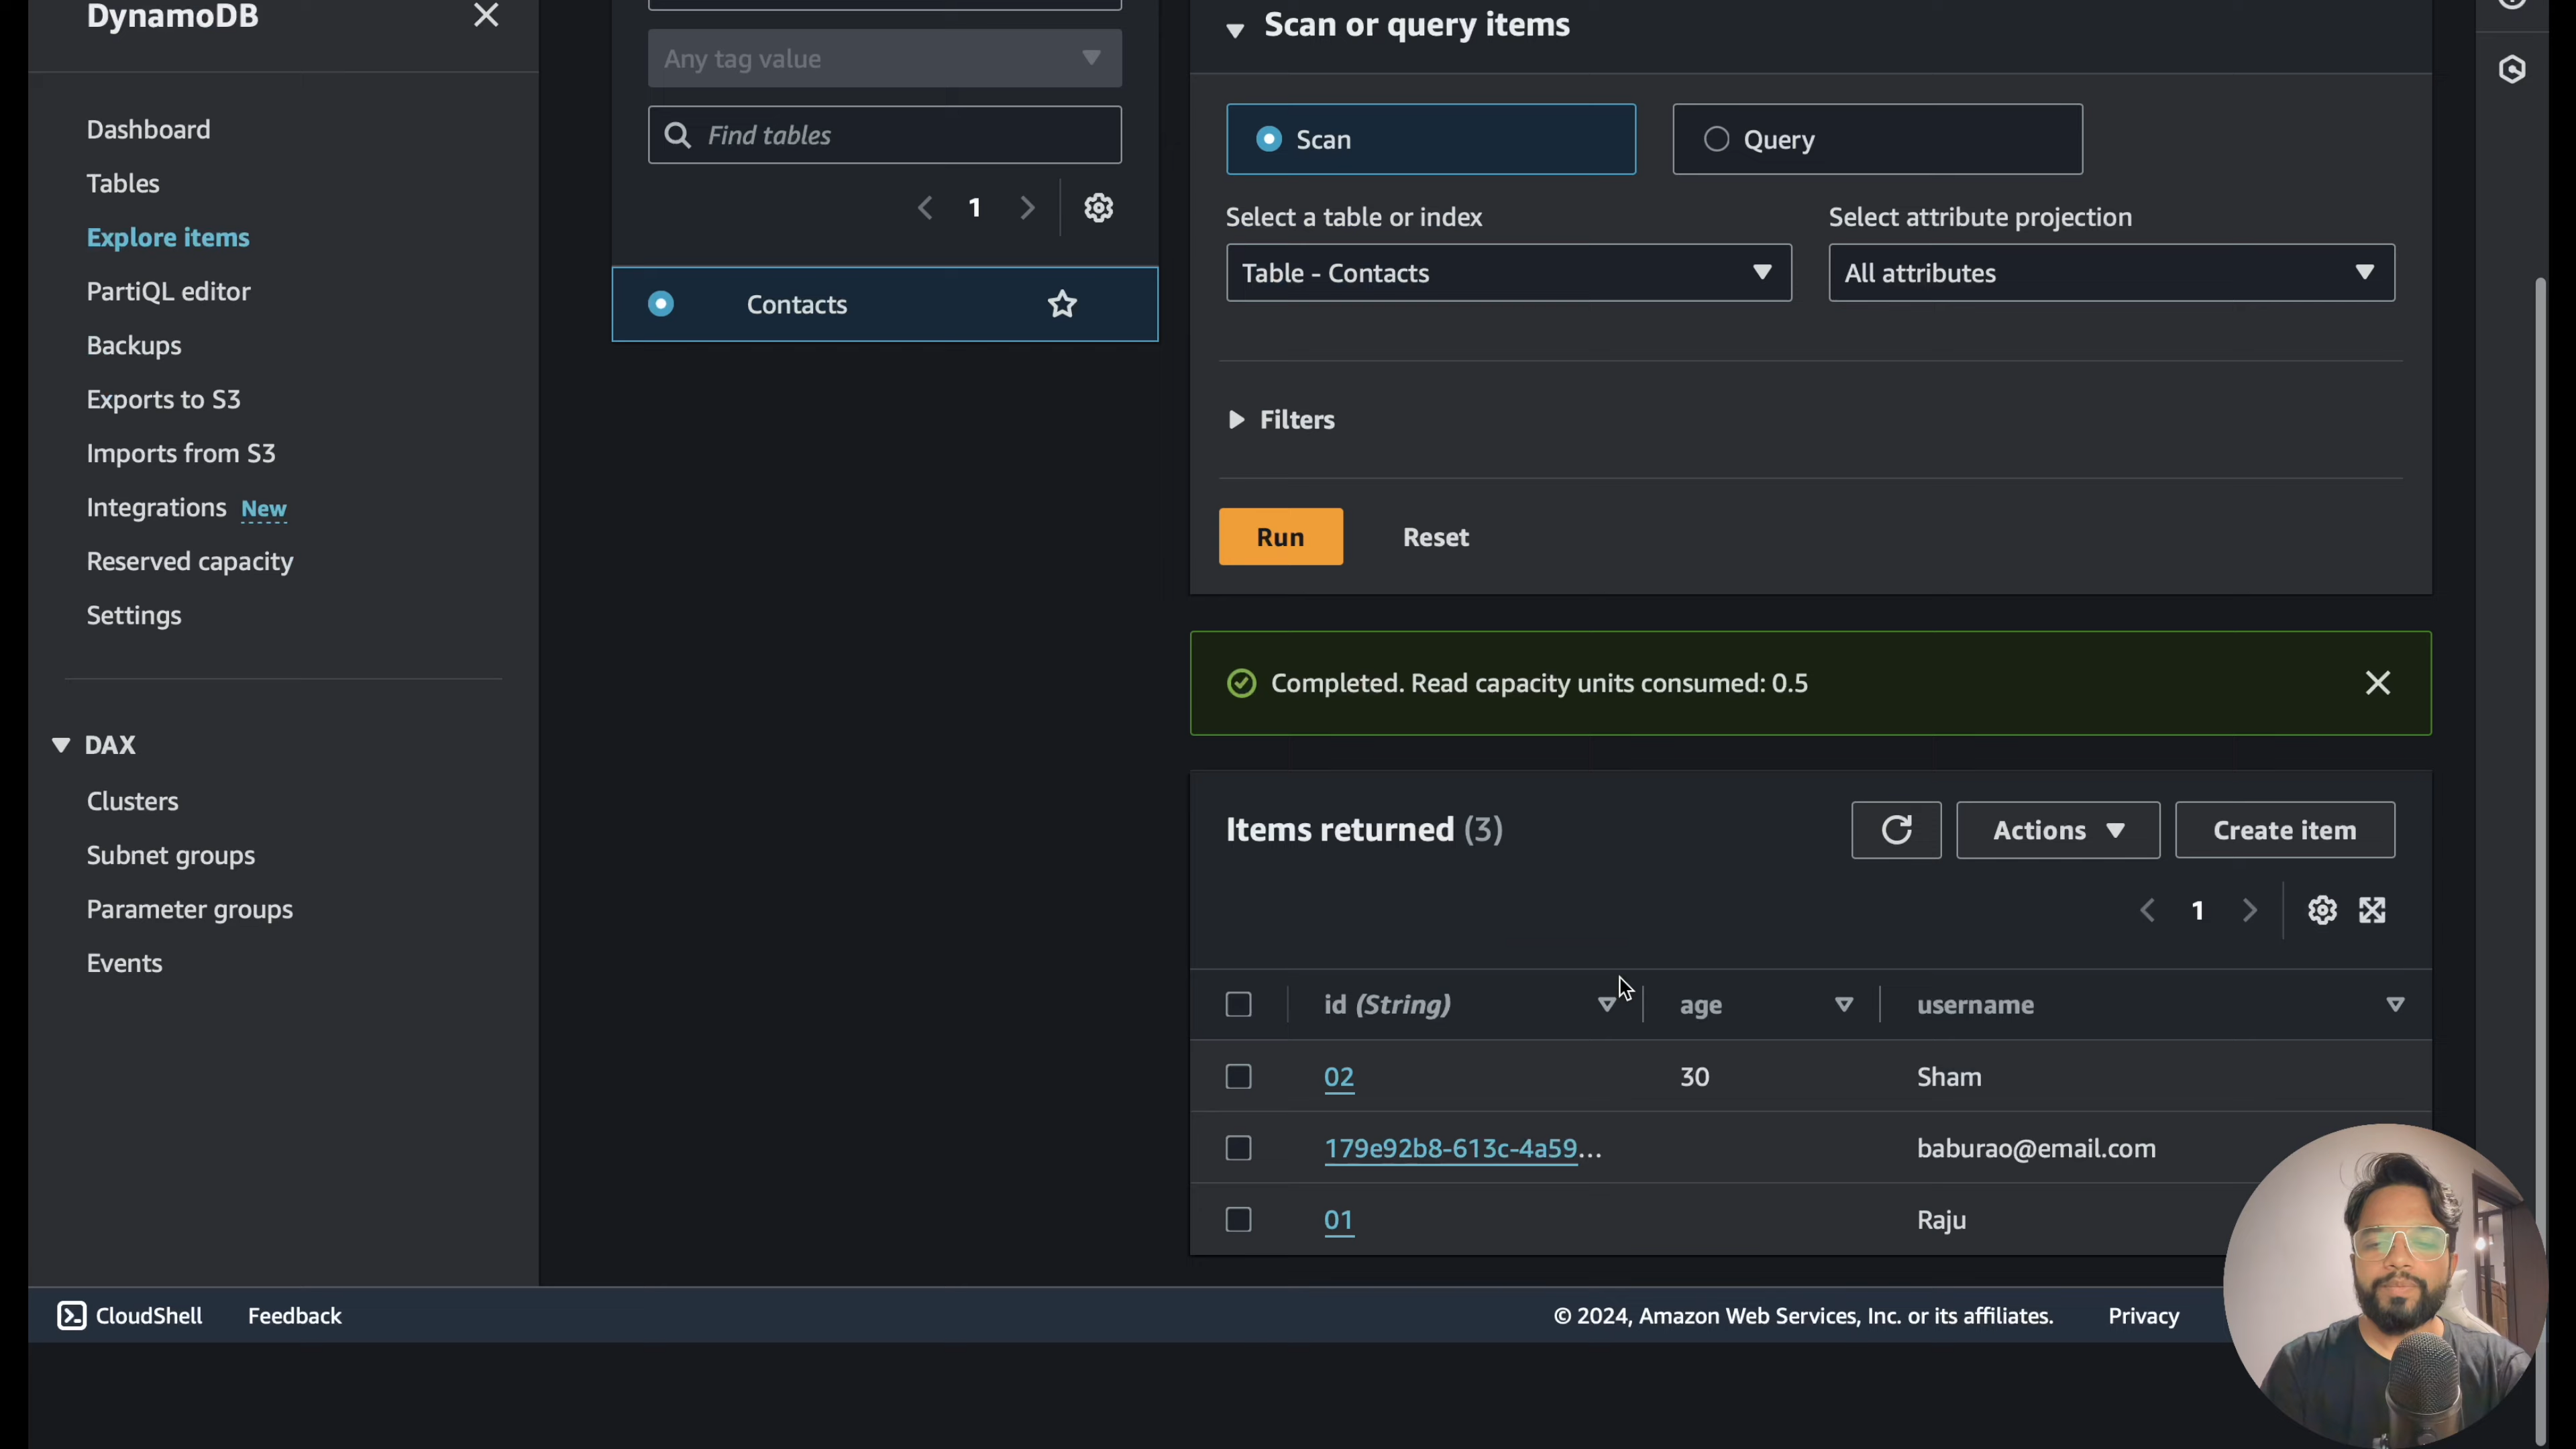 DynamoDB
Dashboard
Tables
Explore items
PartiQL editor
Backups
Exports to S3
Imports from S3
Integrations New
Reserved capacity
Settings
DAX
Clusters
Subnet groups
Parameter groups
Events
Any tag value
Find tables
1
Contacts
Scan or query items
Scan
Query
Select a table or index
Select attribute projection
Table - Contacts
All attributes
Filters
Run
Reset
Completed. Read capacity units consumed: 0.5
Items returned (3)
Actions
Create item
1
id (String) age username
02 30 Sham
179e92b8-613c-4a59... baburao@email.com
01 Raju
CloudShell Feedback © 2024, Amazon Web Services, Inc. or its affiliates. Privacy